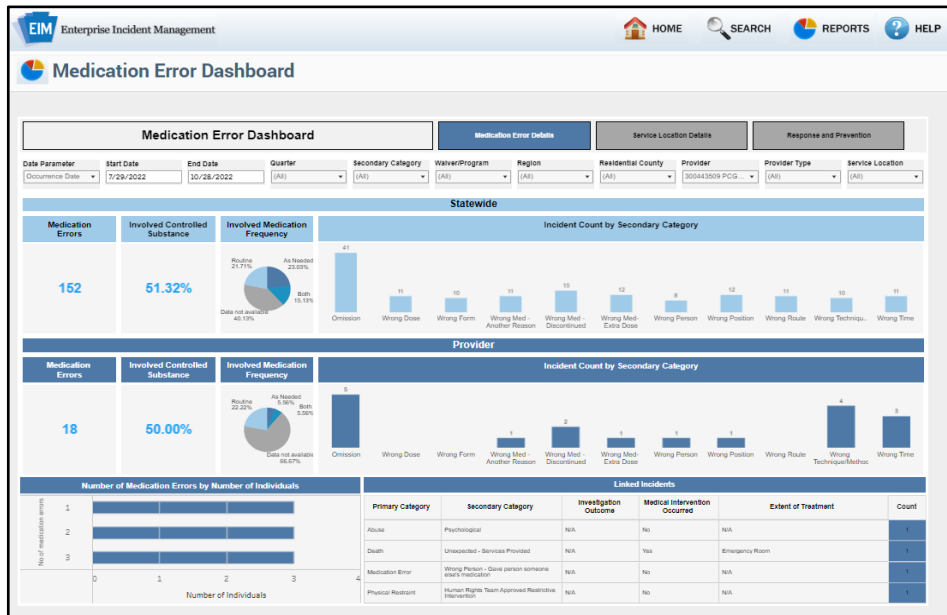 EIM Enterprise Incident Management
HOME SEARCH REPORTS HELP
Medication Error Dashboard
Medication Error Dashboard Medication Error Details Service Location Details Response and Prevention
Date Parameter Start Date End Date Quarter Secondary Category Waiver/Program Region Residential County Provider Provider Type Service Location
Occurrence Date 7/29/2022 10/28/2022 (All) (All) (All) (All) (All) 300443509 PCG... (All) (All)
Statewide
Medication Errors Involved Controlled Substance Involved Medication Frequency Incident Count by Secondary Category
152 51.32%
Routine 21.71%
As Needed 23.03%
Both 15.13%
Data not available 40.13%
41 11 10 11 15 12 8 12 11 10 11
Omission Wrong Dose Wrong Form Wrong Med - Another Reason Wrong Med - Discontinued Wrong Med- Extra Dose Wrong Person Wrong Position Wrong Route Wrong Techniqu.. Wrong Time
Provider
Medication Errors Involved Controlled Substance Involved Medication Frequency Incident Count by Secondary Category
18 50.00%
Routine 22.22%
As Needed 5.56%
Both 5.56%
Data not available 66.67%
5 1 2 1 1 1 4 3
Omission Wrong Dose Wrong Form Wrong Med - Another Reason Wrong Med - Discontinued Wrong Med- Extra Dose Wrong Person Wrong Position Wrong Route Wrong Technique/Method Wrong Time
Number of Medication Errors by Number of Individuals
No of medication errors
1
2
3
0 1 2 3 4
Number of Individuals
Linked Incidents
Primary Category Secondary Category Investigation Outcome Medical Intervention Occurred Extent of Treatment Count
Abuse Psychological N/A No N/A 1
Death Unexpected - Services Provided N/A Yes Emergency Room 1
Medication Error Wrong Person - Gave person someone else's medication N/A No N/A 1
Physical Restraint Human Rights Team Approved Restrictive Intervention N/A No N/A 1